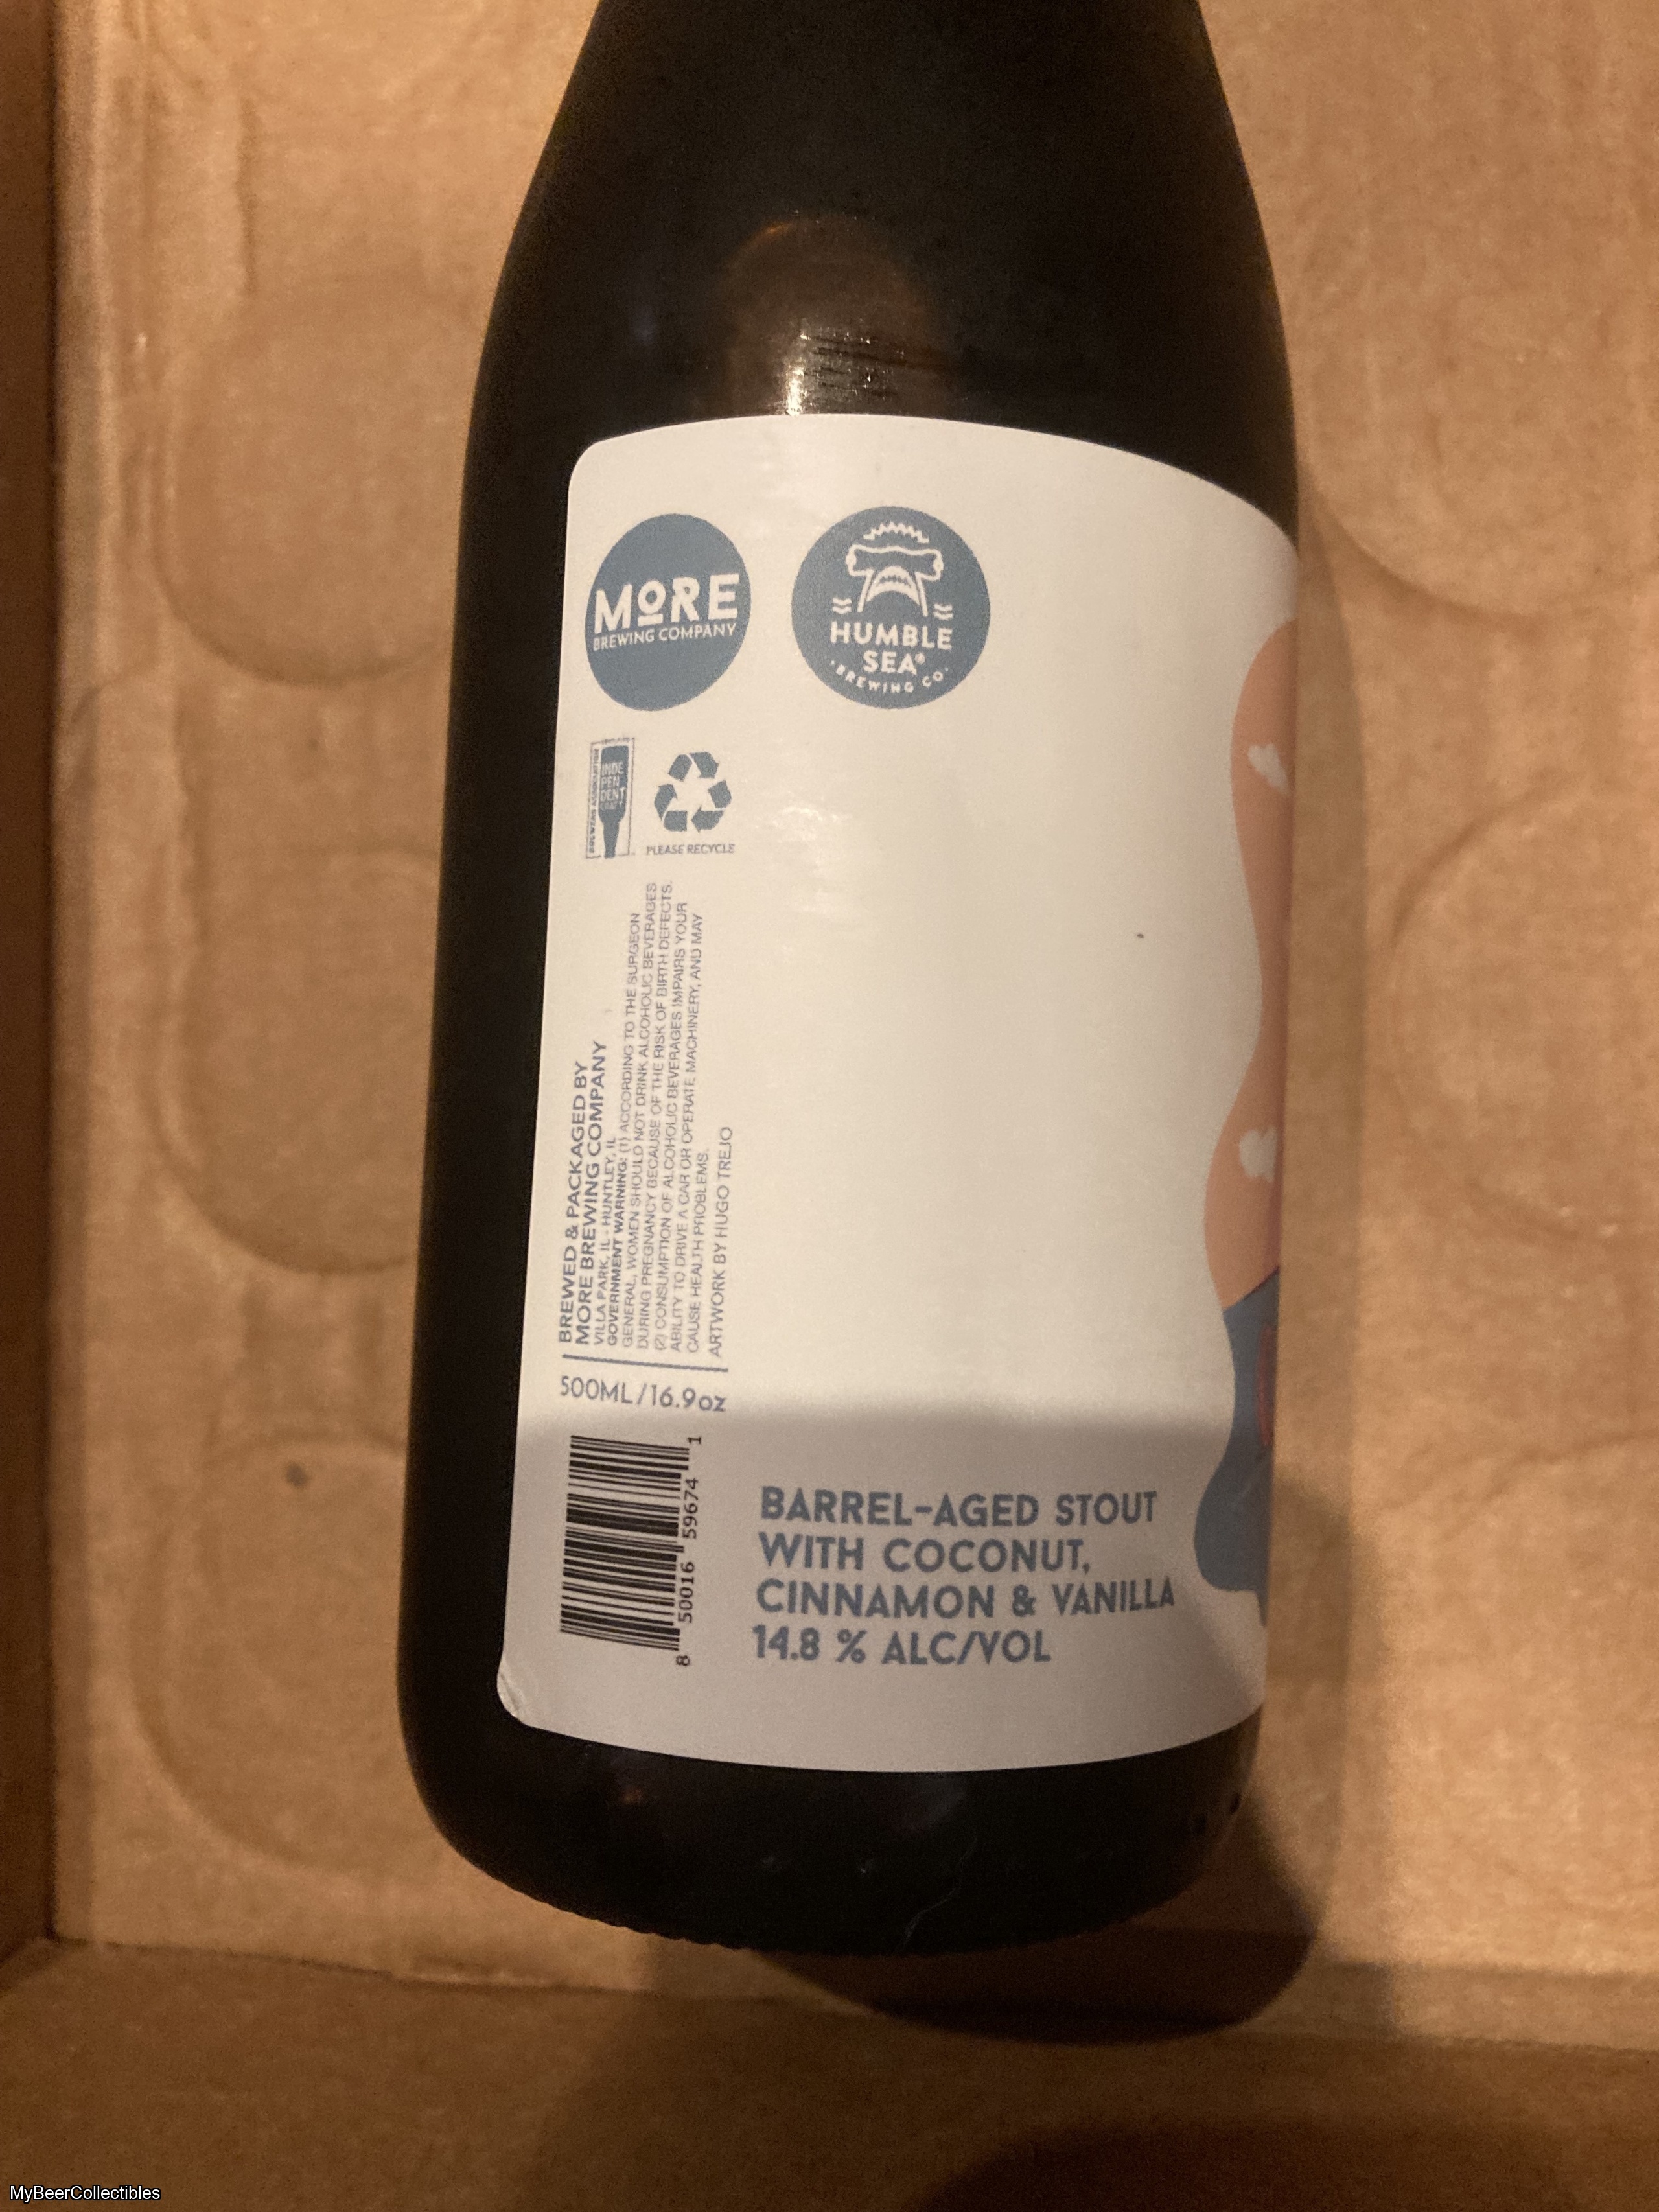 MORE
BREWING COMPANY
HUMBLE
SEA®
BREWING CO
BREWERS ASSOCIATION
INDE
PEN
DENT
CRAFT
PLEASE RECYCLE
BREWED & PACKAGED BY
MORE BREWING COMPANY
VILLA PARK, IL - HUNTLEY, IL
GOVERNMENT WARNING: (1) ACCORDING TO THE SURGEON
GENERAL, WOMEN SHOULD NOT DRINK ALCOHOLIC BEVERAGES
DURING PREGNANCY BECAUSE OF THE RISK OF BIRTH DEFECTS.
(2) CONSUMPTION OF ALCOHOLIC BEVERAGES IMPAIRS YOUR
ABILITY TO DRIVE A CAR OR OPERATE MACHINERY, AND MAY
CAUSE HEALTH PROBLEMS.
ARTWORK BY HUGO TREJO
500ML/16.9oz
8 50016 59674 1
BARREL-AGED STOUT
WITH COCONUT,
CINNAMON & VANILLA
14.8 % ALC/VOL
MyBeerCollectibles